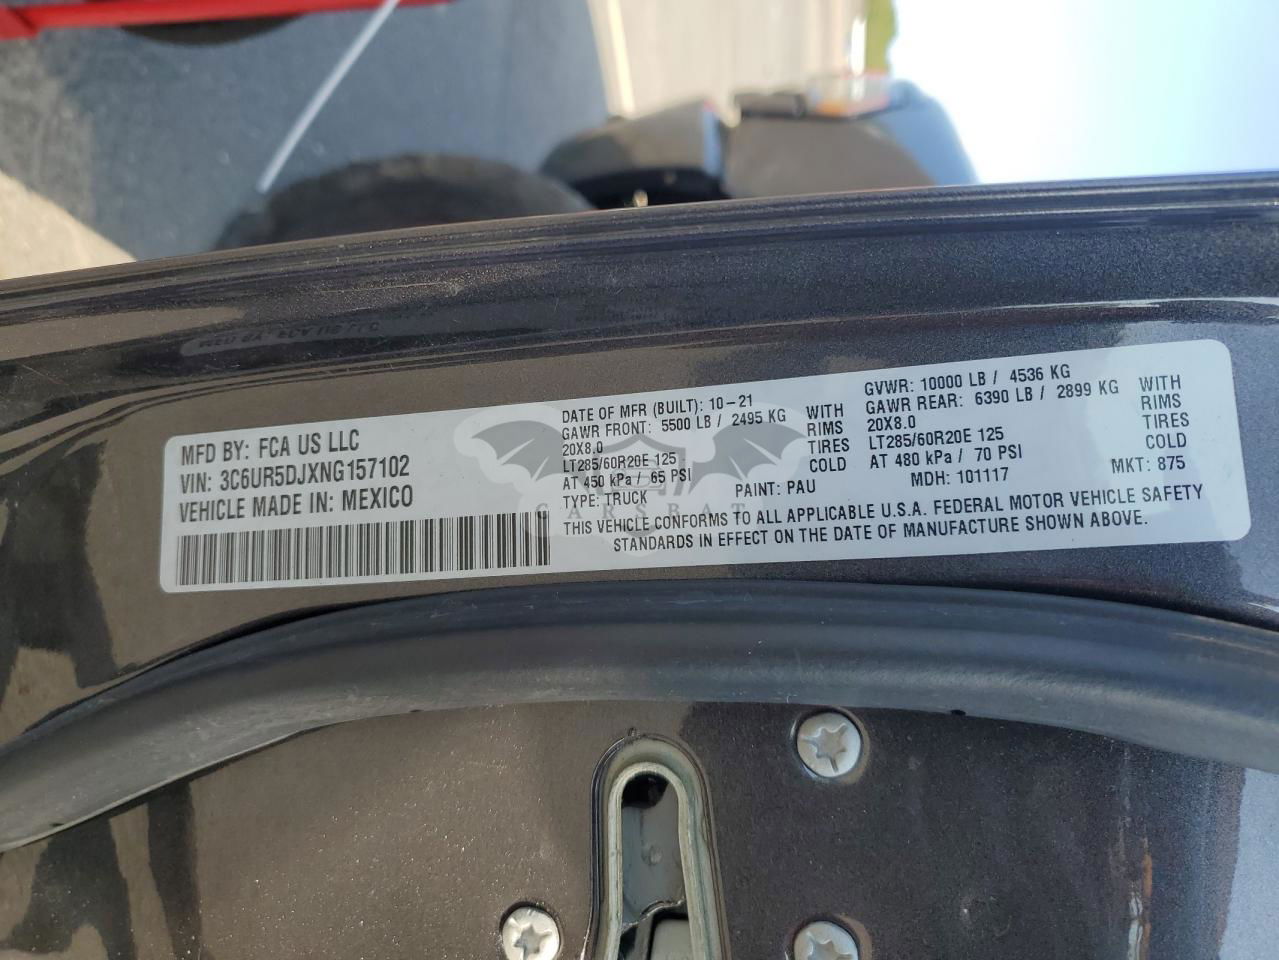 MFD BY: FCA US LLC
VIN: 3C6UR5DJXNG157102
VEHICLE MADE IN: MEXICO
DATE OF MFR (BUILT): 10-21
GAWR FRONT: 5500 LB / 2495 KG WITH
20X8.0 RIMS
LT285/60R20E 125 TIRES
AT 450 kPa / 65 PSI COLD
TYPE: TRUCK PAINT: PAU
GVWR: 10000 LB / 4536 KG
GAWR REAR: 6390 LB / 2899 KG WITH
20X8.0 RIMS
LT285/60R20E 125 TIRES
AT 480 kPa / 70 PSI COLD
MDH: 101117 MKT: 875
THIS VEHICLE CONFORMS TO ALL APPLICABLE U.S.A. FEDERAL MOTOR VEHICLE SAFETY
STANDARDS IN EFFECT ON THE DATE OF MANUFACTURE SHOWN ABOVE.
CARSBAT